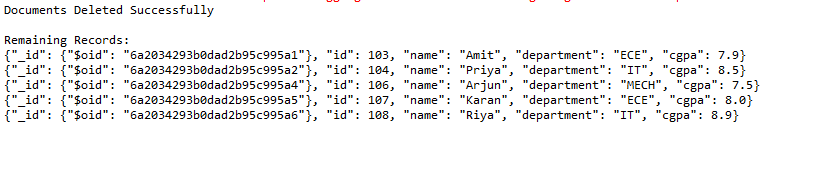 Documents Deleted Successfully
Remaining Records:
{"_id": {"$oid": "6a2034293b0dad2b95c995a1"}, "id": 103, "name": "Amit", "department": "ECE", "cgpa": 7.9}
{"_id": {"$oid": "6a2034293b0dad2b95c995a2"}, "id": 104, "name": "Priya", "department": "IT", "cgpa": 8.5}
{"_id": {"$oid": "6a2034293b0dad2b95c995a4"}, "id": 106, "name": "Arjun", "department": "MECH", "cgpa": 7.5}
{"_id": {"$oid": "6a2034293b0dad2b95c995a5"}, "id": 107, "name": "Karan", "department": "ECE", "cgpa": 8.0}
{"_id": {"$oid": "6a2034293b0dad2b95c995a6"}, "id": 108, "name": "Riya", "department": "IT", "cgpa": 8.9}